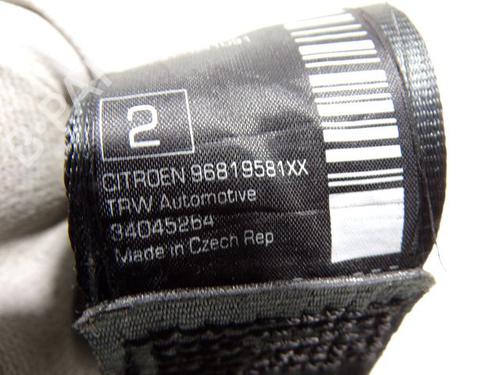 2
CITROEN 96819581XX
TRW Automotive
34045264
Made in Czech Rep